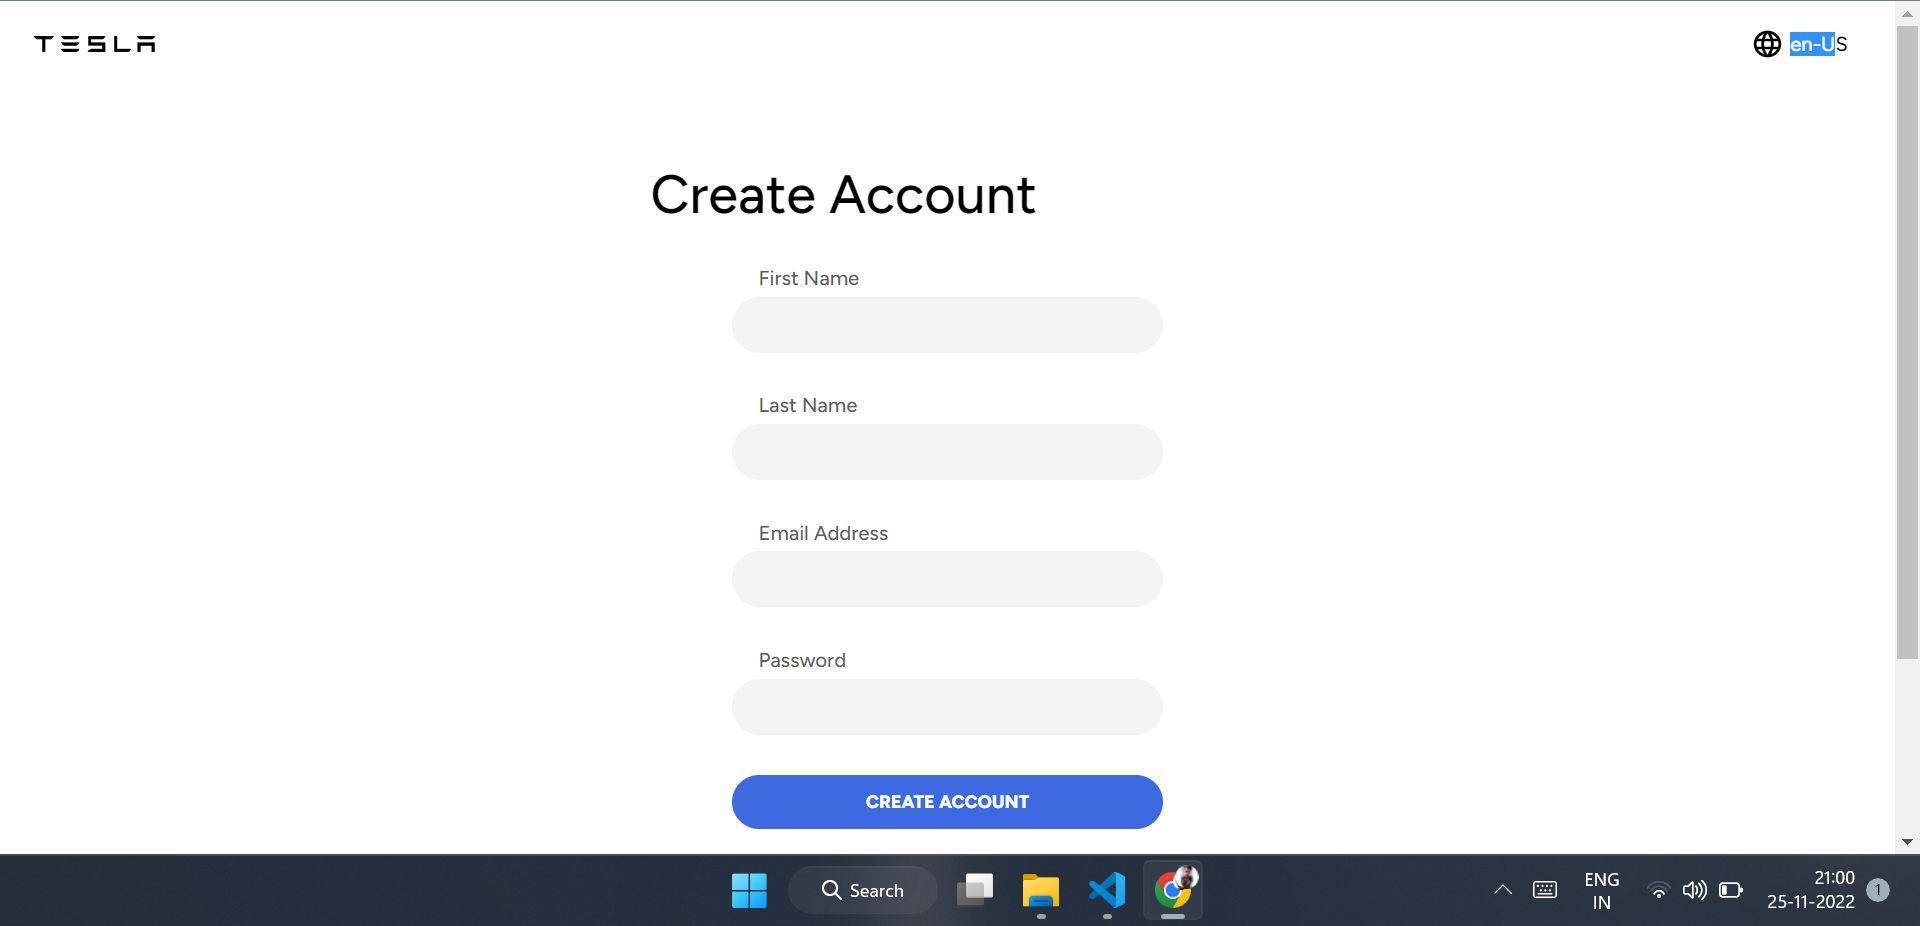 TESLA
en-US
Create Account
First Name
Last Name
Email Address
Password
CREATE ACCOUNT
Search
ENG
IN
21:00
25-11-2022
1